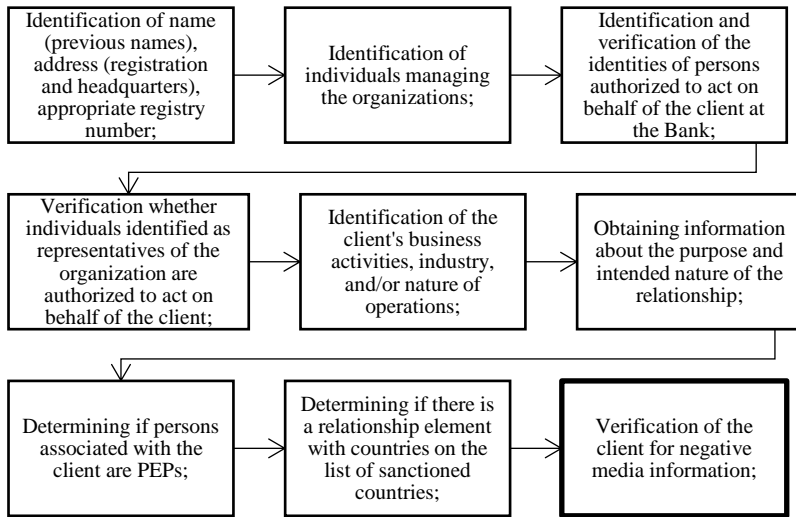 Identification of name
(previous names),
address (registration
and headquarters),
appropriate registry
number;
Identification of
individuals managing
the organizations;
Identification and
verification of the
identities of persons
authorized to act on
behalf of the client at
the Bank;
Verification whether
individuals identified as
representatives of the
organization are
authorized to act on
behalf of the client;
Identification of the
client's business
activities, industry,
and/or nature of
operations;
Obtaining information
about the purpose and
intended nature of the
relationship;
Determining if persons
associated with the
client are PEPs;
Determining if there is
a relationship element
with countries on the
list of sanctioned
countries;
Verification of the
client for negative
media information;